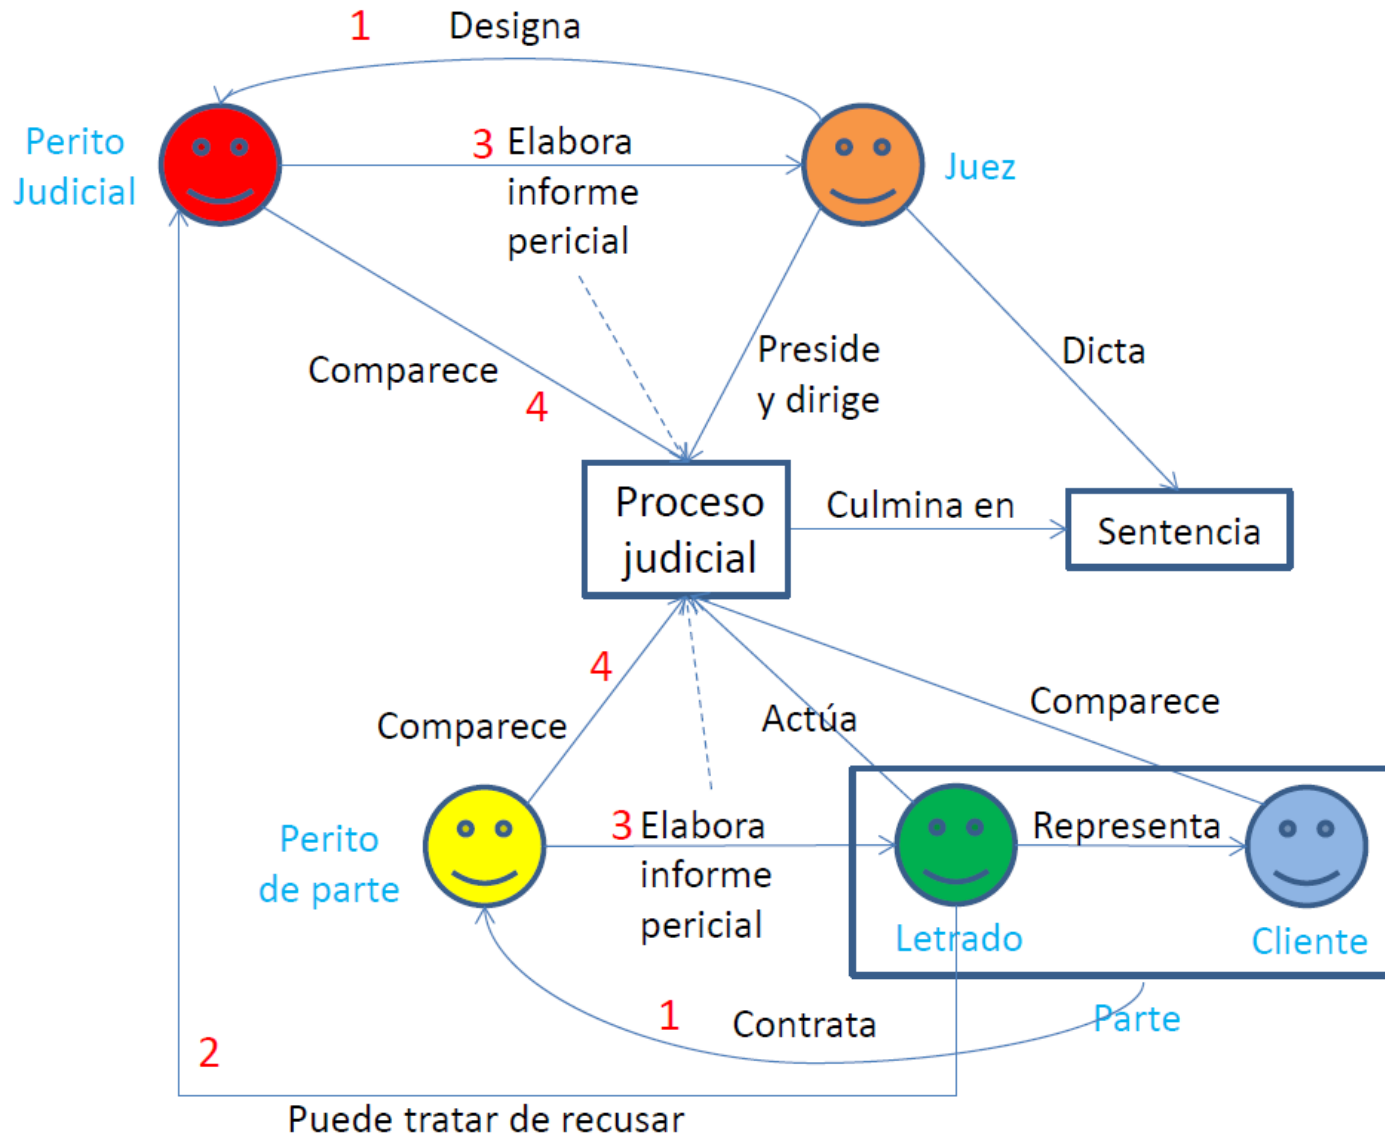 1 Designa
Perito
Judicial
3 Elabora
informe
pericial
Juez
Comparece
4
Preside
y dirige
Dicta
Proceso
judicial
Culmina en
Sentencia
4
Comparece
Actúa
Comparece
Perito
de parte
3 Elabora
informe
pericial
Representa
Letrado
Cliente
1 Contrata
Parte
2
Puede tratar de recusar